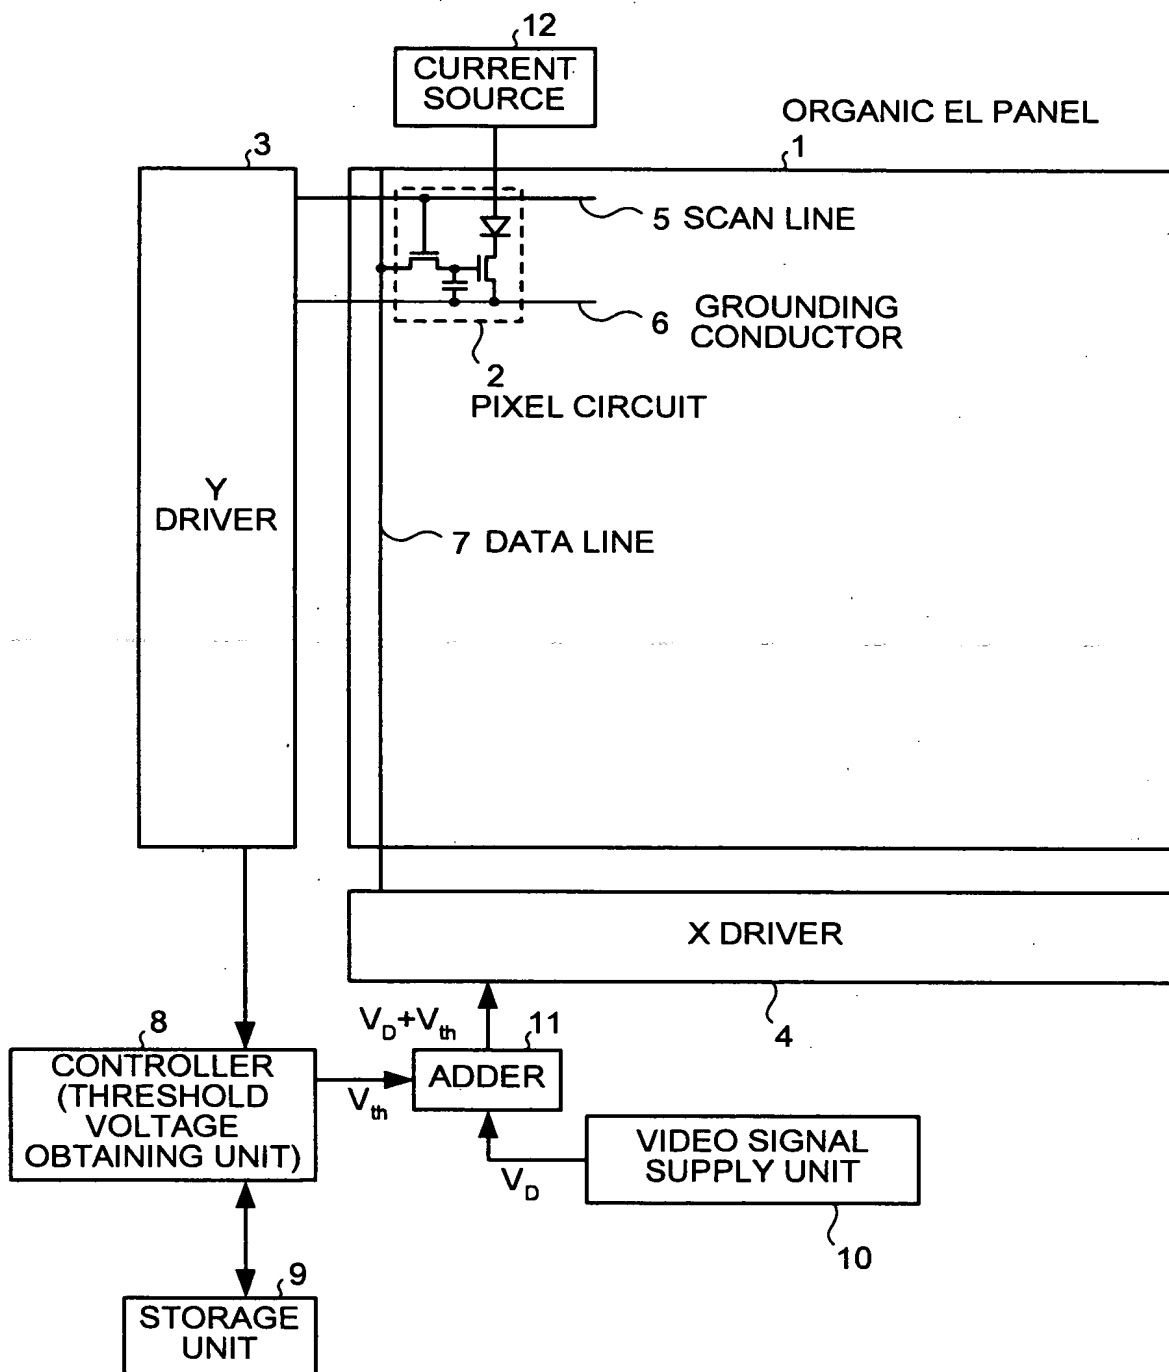 12
CURRENT
SOURCE
ORGANIC EL PANEL
3
1
5 SCAN LINE
6 GROUNDING
CONDUCTOR
2
PIXEL CIRCUIT
Y
DRIVER
7 DATA LINE
X DRIVER
4
8
CONTROLLER
(THRESHOLD
VOLTAGE
OBTAINING UNIT)
Vth
VD+Vth
11
ADDER
VD
VIDEO SIGNAL
SUPPLY UNIT
10
9
STORAGE
UNIT